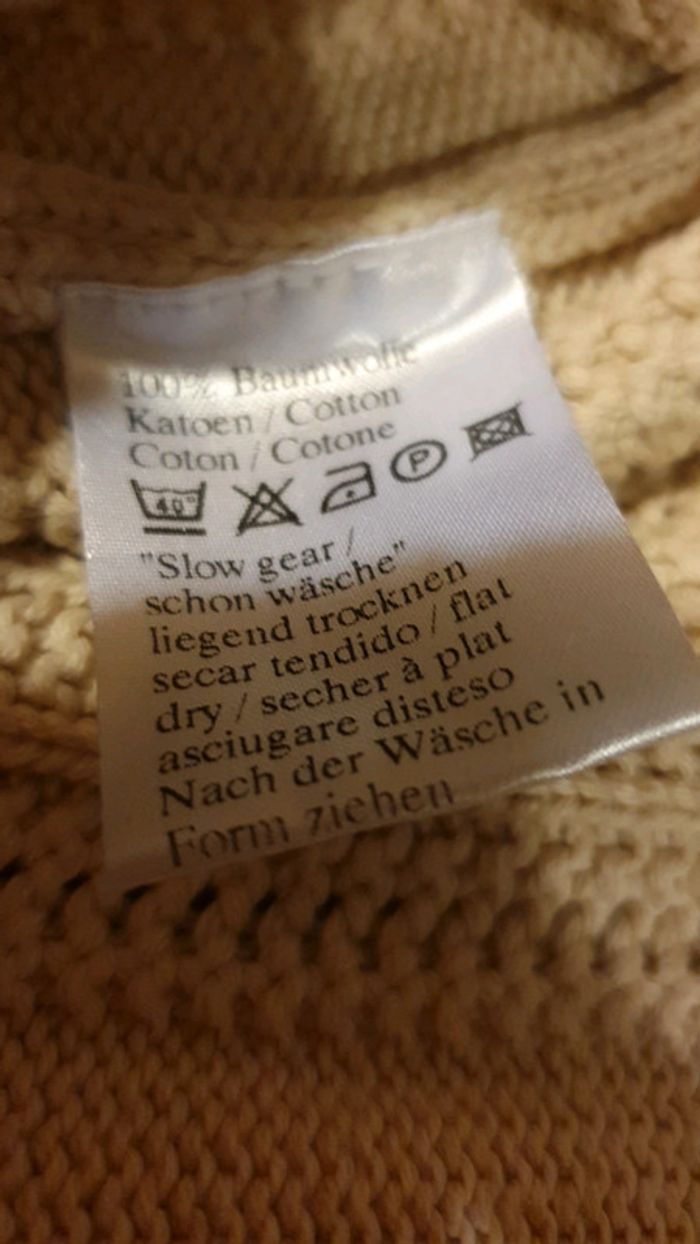 100% Baumwolle
Katoen / Cotton
Coton / Cotone
40° P
"Slow gear /
schon wäsche"
liegend trocknen
secar tendido / flat
dry / secher à plat
asciugare disteso
Nach der Wäsche in
Form ziehen